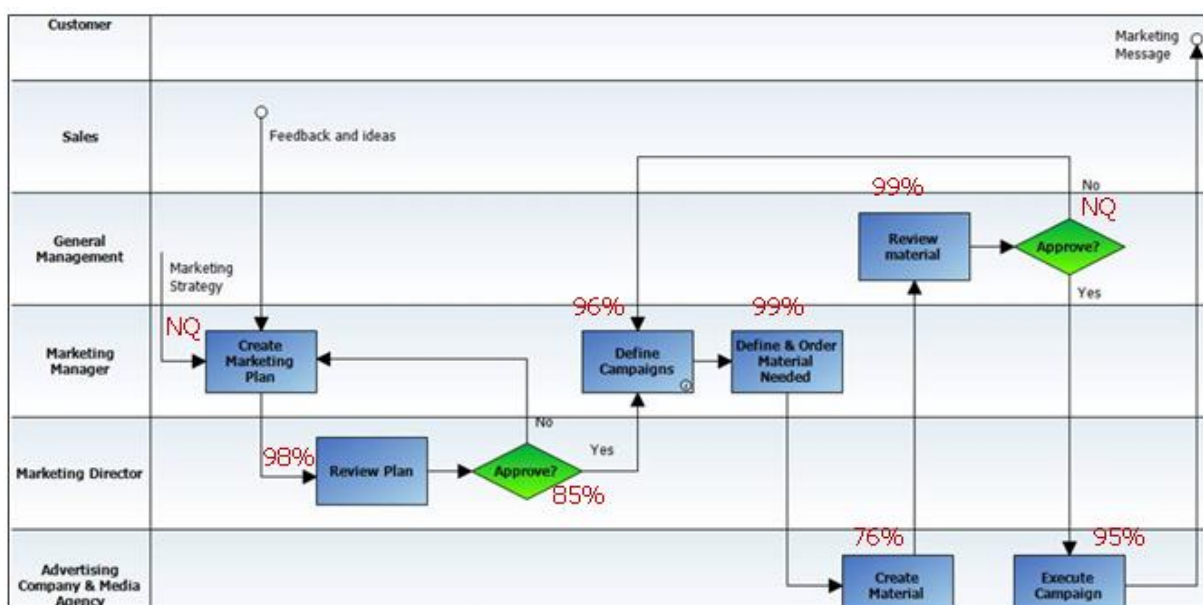 Customer
Marketing
Message
Sales
Feedback and ideas
99%
No
NQ
General
Management
Review
material
Approve?
Marketing
Strategy
Yes
NQ
96%
99%
Marketing
Manager
Create
Marketing
Plan
Define
Campaigns
Define & Order
Material
Needed
No
98%
Yes
Marketing Director
Review Plan
Approve?
85%
76%
95%
Advertising
Company & Media
Agency
Create
Material
Execute
Campaign